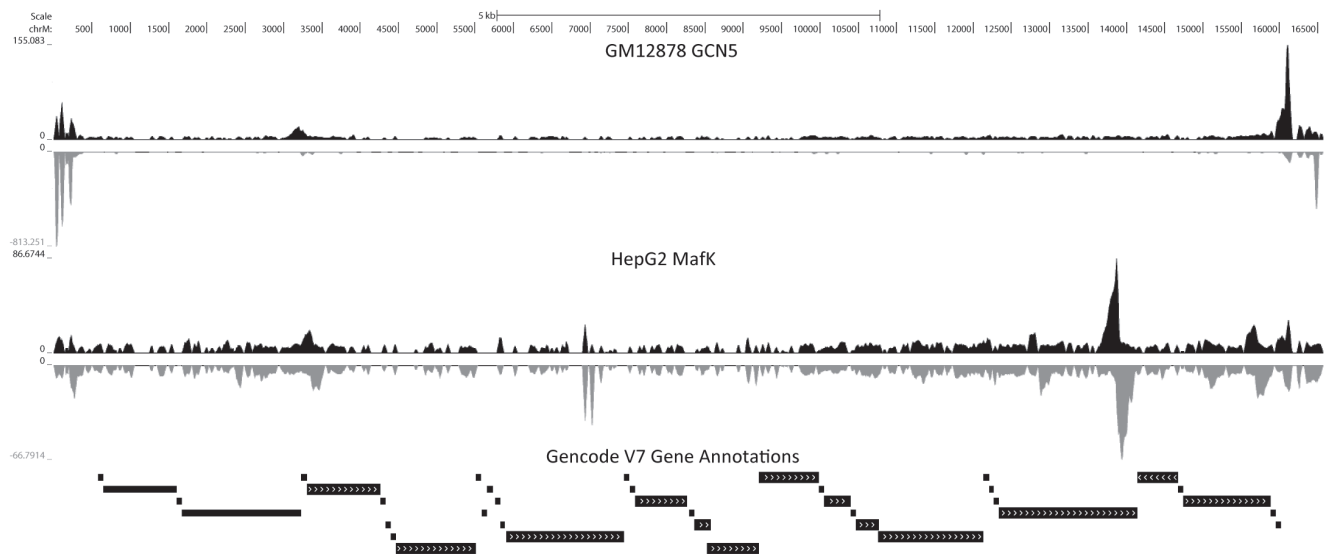 Scale 5 kb
chrM: 500 1000 1500 2000 2500 3000 3500 4000 4500 5000 5500 6000 6500 7000 7500 8000 8500 9000 9500 10000 10500 11000 11500 12000 12500 13000 13500 14000 14500 15000 15500 16000 16500
155.083
GM12878 GCN5
0
0
-813.251
86.6744
HepG2 MafK
0
0
-66.7914
Gencode V7 Gene Annotations